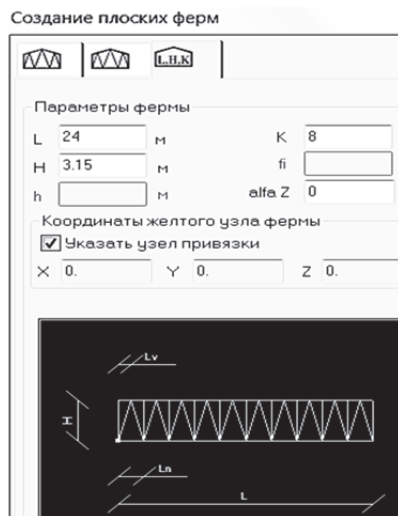 Создание плоских ферм
L,H,K
Параметры фермы
L 24 м K 8
H 3.15 м fi
h м alfa Z 0
Координаты желтого узла фермы
Указать узел привязки
X 0. Y 0. Z 0.
Lv
H
Ln
L